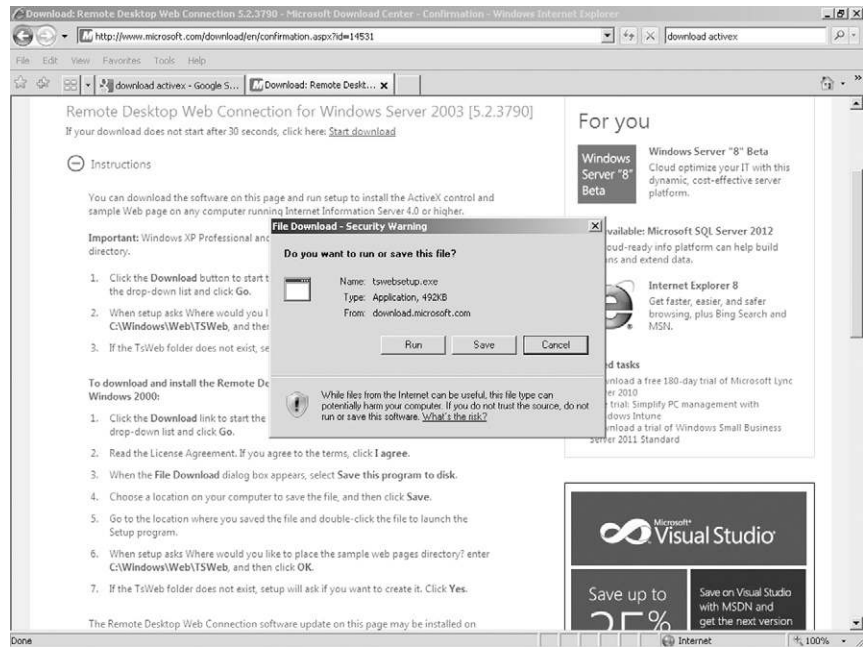 Download: Remote Desktop Web Connection 5.2.3790 - Microsoft Download Center - Confirmation - Windows Internet Explorer
http://www.microsoft.com/download/en/confirmation.aspx?id=14531
download activex
File Edit View Favorites Tools Help
download activex - Google S...
Download: Remote Deskt...
Remote Desktop Web Connection for Windows Server 2003 [5.2.3790]
If your download does not start after 30 seconds, click here: Start download
Instructions
You can download the software on this page and run setup to install the ActiveX control and
sample Web page on any computer running Internet Information Server 4.0 or higher.
Important: Windows XP Professional and
directory.
1. Click the Download button to start t
the drop-down list and click Go.
2. When setup asks Where would you l
C:\Windows\Web\TSWeb, and the
3. If the TsWeb folder does not exist, se
To download and install the Remote De
Windows 2000:
1. Click the Download link to start the
drop-down list and click Go.
2. Read the License Agreement. If you agree to the terms, click I agree.
3. When the File Download dialog box appears, select Save this program to disk.
4. Choose a location on your computer to save the file, and then click Save.
5. Go to the location where you saved the file and double-click the file to launch the
Setup program.
6. When setup asks Where would you like to place the sample web pages directory? enter
C:\Windows\Web\TSWeb, and then click OK.
7. If the TsWeb folder does not exist, setup will ask if you want to create it. Click Yes.
The Remote Desktop Web Connection software update on this page may be installed on
File Download - Security Warning
Do you want to run or save this file?
Name: tswebsetup.exe
Type: Application, 492KB
From: download.microsoft.com
Run Save Cancel
While files from the Internet can be useful, this file type can
potentially harm your computer. If you do not trust the source, do not
run or save this software. What's the risk?
For you
Windows
Server "8"
Beta
Windows Server "8" Beta
Cloud optimize your IT with this
dynamic, cost-effective server
platform.
vailable: Microsoft SQL Server 2012
oud-ready info platform can help build
ns and extend data.
Internet Explorer 8
Get faster, easier, and safer
browsing, plus Bing Search and
MSN.
ed tasks
nload a free 180-day trial of Microsoft Lync
er 2010
e trial: Simplify PC management with
dows Intune
nload a trial of Windows Small Business
Server 2011 Standard
Microsoft
Visual Studio
Save up to
25%
Save on Visual Studio
with MSDN and
get the next version
Done
Internet
100%